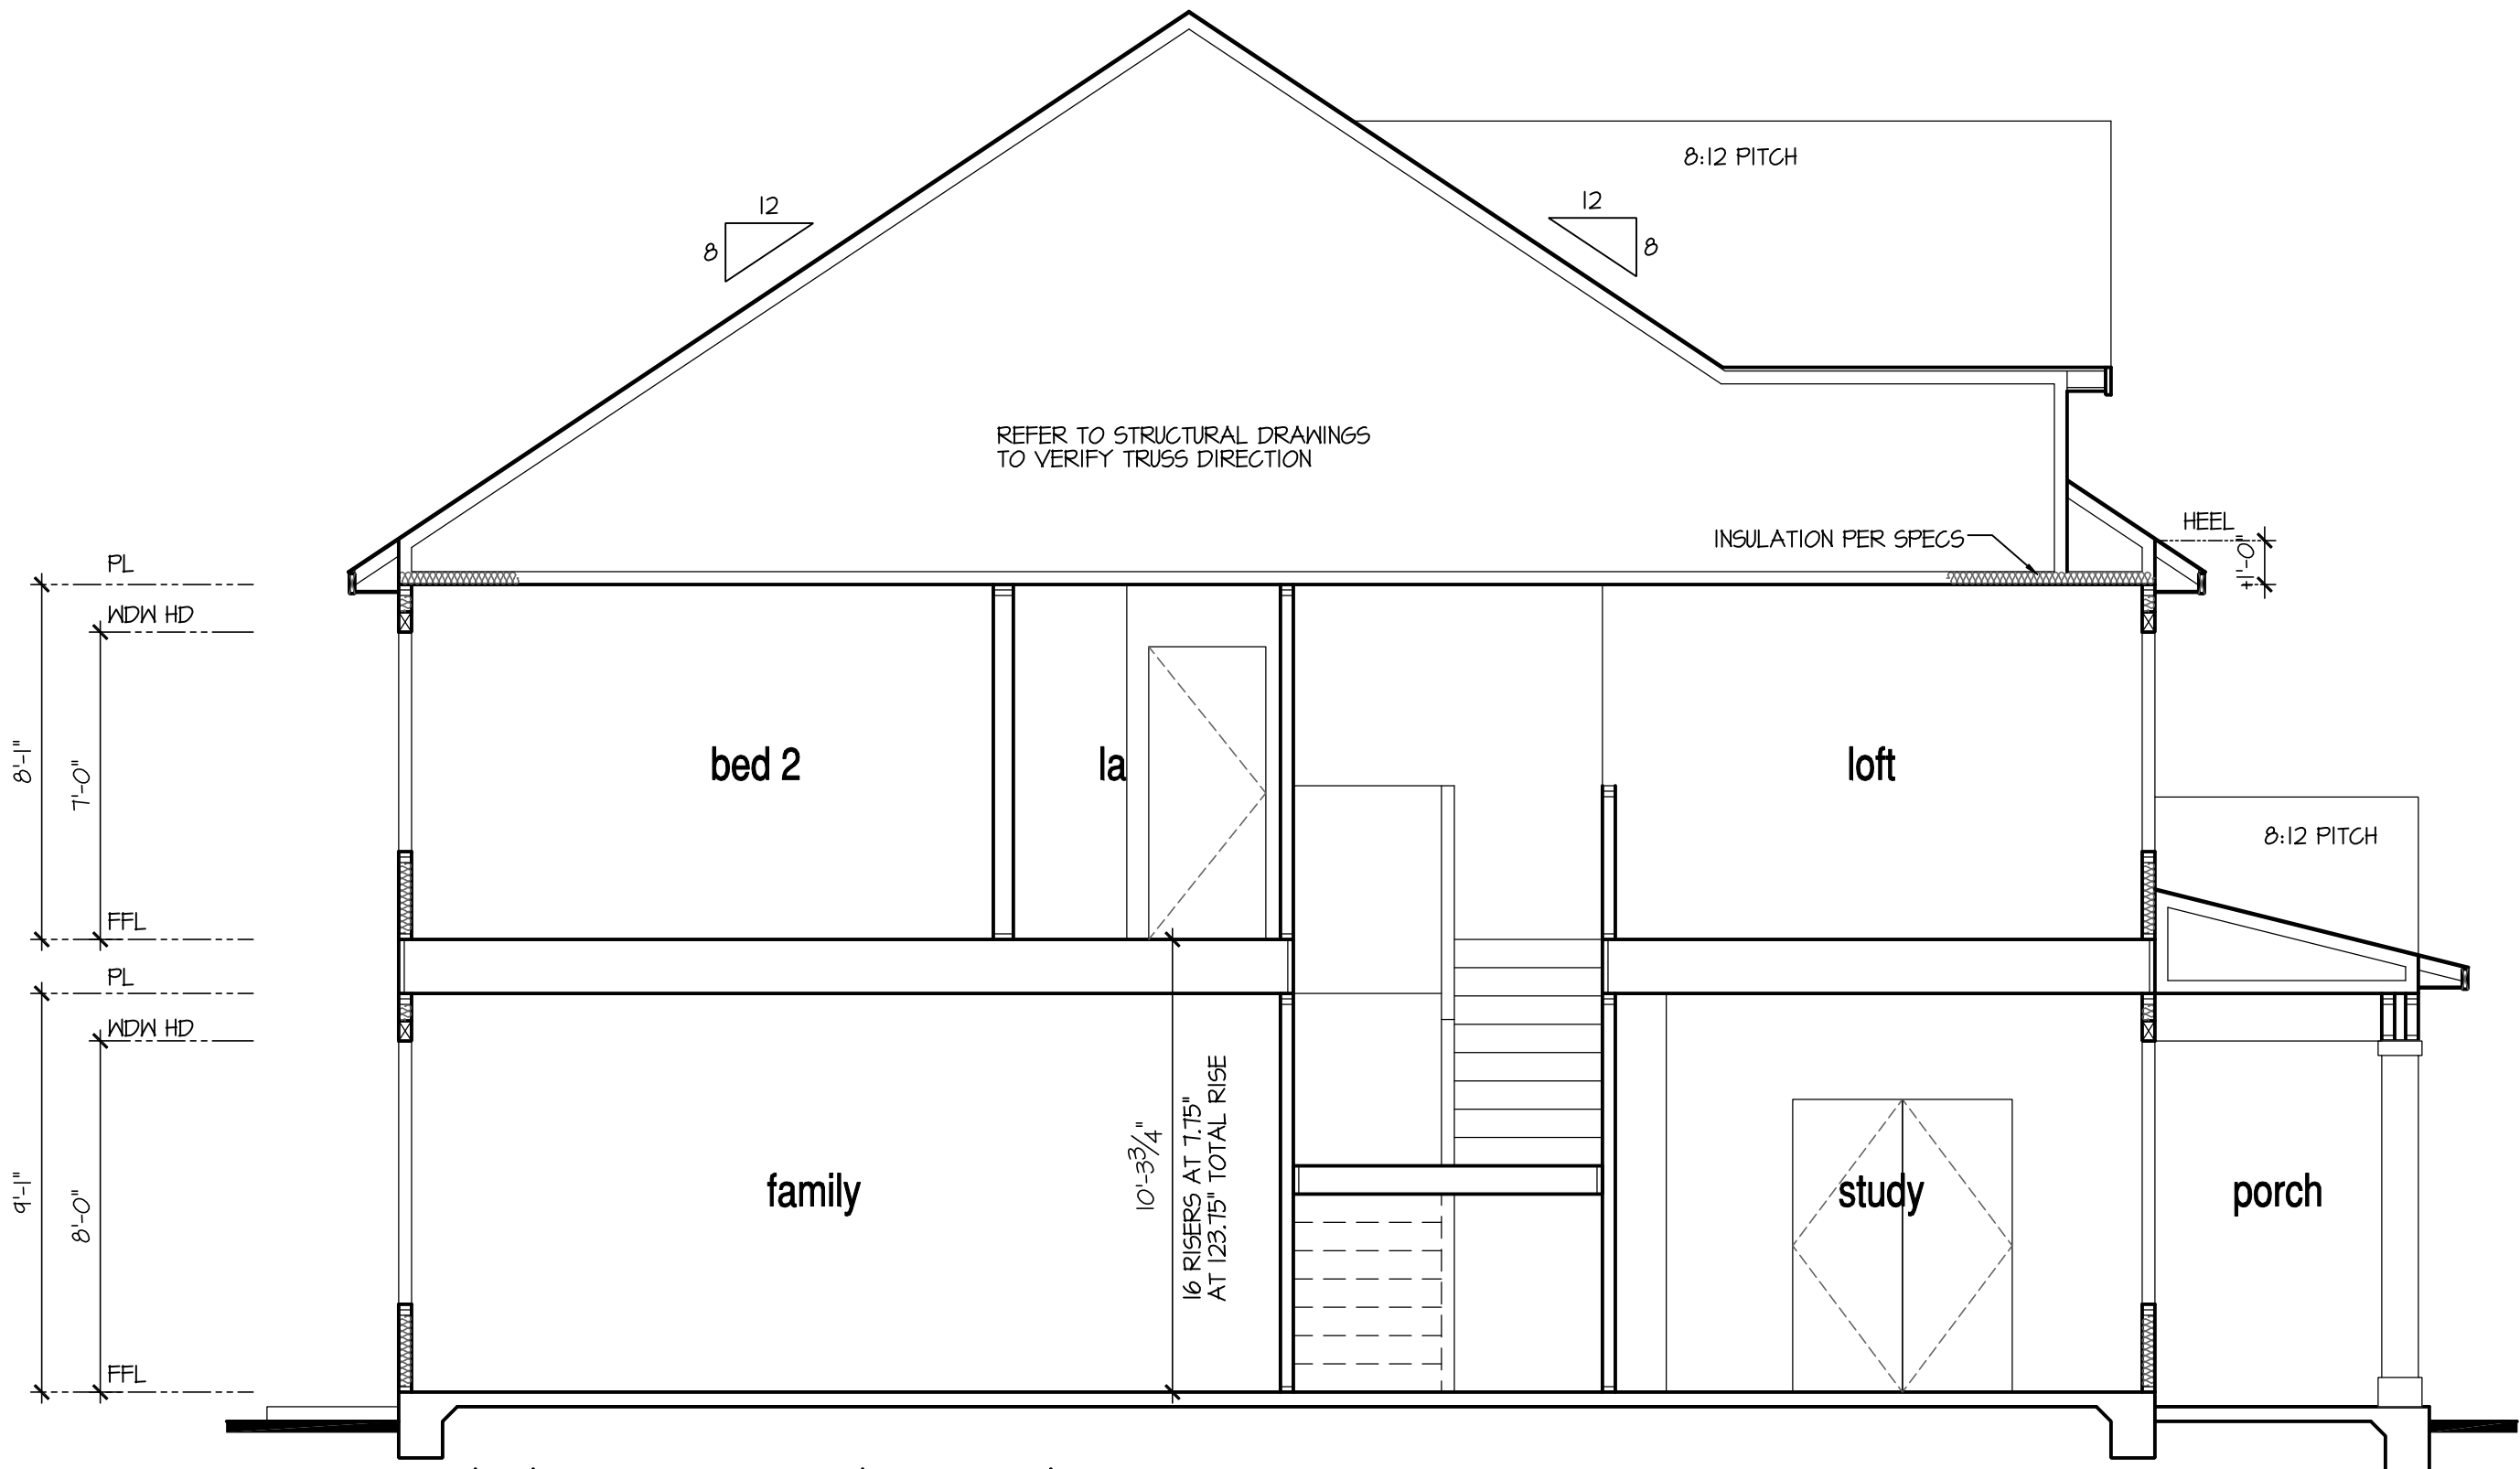 8:12 PITCH
12
8
12
8
REFER TO STRUCTURAL DRAWINGS
TO VERIFY TRUSS DIRECTION
INSULATION PER SPECS
HEEL
+1'-0"
PL
WDW HD
8'-1"
7'-0"
bed 2
la
loft
8:12 PITCH
FFL
PL
WDW HD
9'-1"
8'-0"
family
10'-3 3/4"
16 RISERS AT 7.75"
AT 123.75" TOTAL RISE
study
porch
FFL